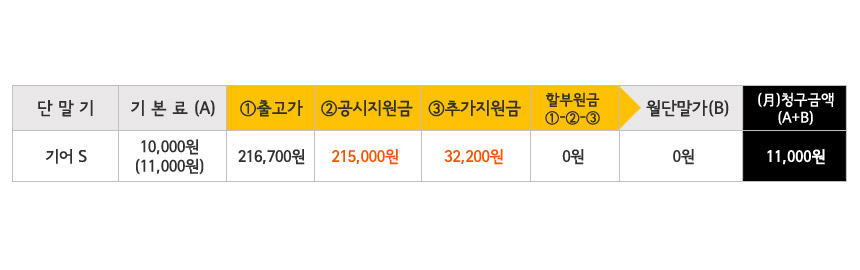 단 말 기
기 본 료 (A)
①출고가
②공시지원금
③추가지원금
할부원금
①-②-③
월단말가(B)
(月)청구금액
(A+B)
기어 S
10,000원
(11,000원)
216,700원
215,000원
32,200원
0원
0원
11,000원